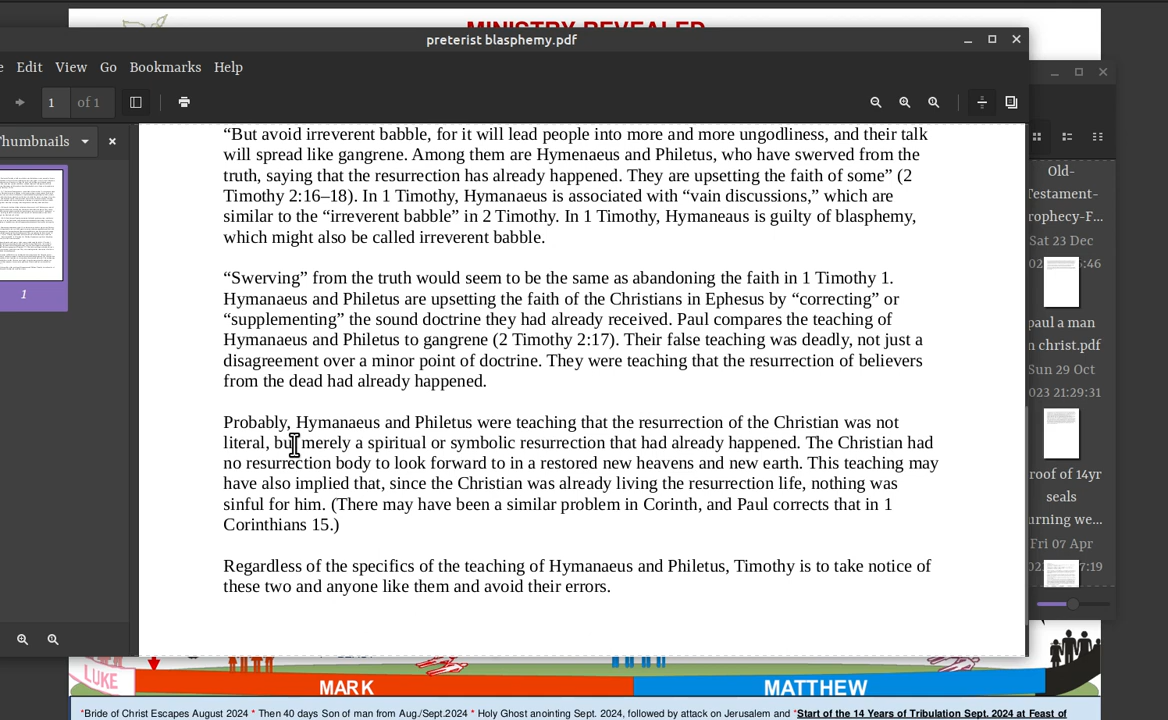 MINISTRY REVEALED
preterist blasphemy.pdf
Edit View Go Bookmarks Help
1 of 1
Thumbnails
1
“But avoid irreverent babble, for it will lead people into more and more ungodliness, and their talk
will spread like gangrene. Among them are Hymenaeus and Philetus, who have swerved from the
truth, saying that the resurrection has already happened. They are upsetting the faith of some” (2
Timothy 2:16–18). In 1 Timothy, Hymanaeus is associated with “vain discussions,” which are
similar to the “irreverent babble” in 2 Timothy. In 1 Timothy, Hymaneaus is guilty of blasphemy,
which might also be called irreverent babble.
“Swerving” from the truth would seem to be the same as abandoning the faith in 1 Timothy 1.
Hymanaeus and Philetus are upsetting the faith of the Christians in Ephesus by “correcting” or
“supplementing” the sound doctrine they had already received. Paul compares the teaching of
Hymanaeus and Philetus to gangrene (2 Timothy 2:17). Their false teaching was deadly, not just a
disagreement over a minor point of doctrine. They were teaching that the resurrection of believers
from the dead had already happened.
Probably, Hymanaeus and Philetus were teaching that the resurrection of the Christian was not
literal, but merely a spiritual or symbolic resurrection that had already happened. The Christian had
no resurrection body to look forward to in a restored new heavens and new earth. This teaching may
have also implied that, since the Christian was already living the resurrection life, nothing was
sinful for him. (There may have been a similar problem in Corinth, and Paul corrects that in 1
Corinthians 15.)
Regardless of the specifics of the teaching of Hymanaeus and Philetus, Timothy is to take notice of
these two and anyone like them and avoid their errors.
Old-
Testament-
rophecy-F...
Sat 23 Dec
:46
paul a man
n christ.pdf
Sun 29 Oct
023 21:29:31
roof of 14yr
seals
urning we...
Fri 07 Apr
7:19
LUKE
MARK
MATTHEW
*Bride of Christ Escapes August 2024 * Then 40 days Son of man from Aug./Sept.2024 * Holy Ghost anointing Sept. 2024, followed by attack on Jerusalem and *Start of the 14 Years of Tribulation Sept. 2024 at Feast of